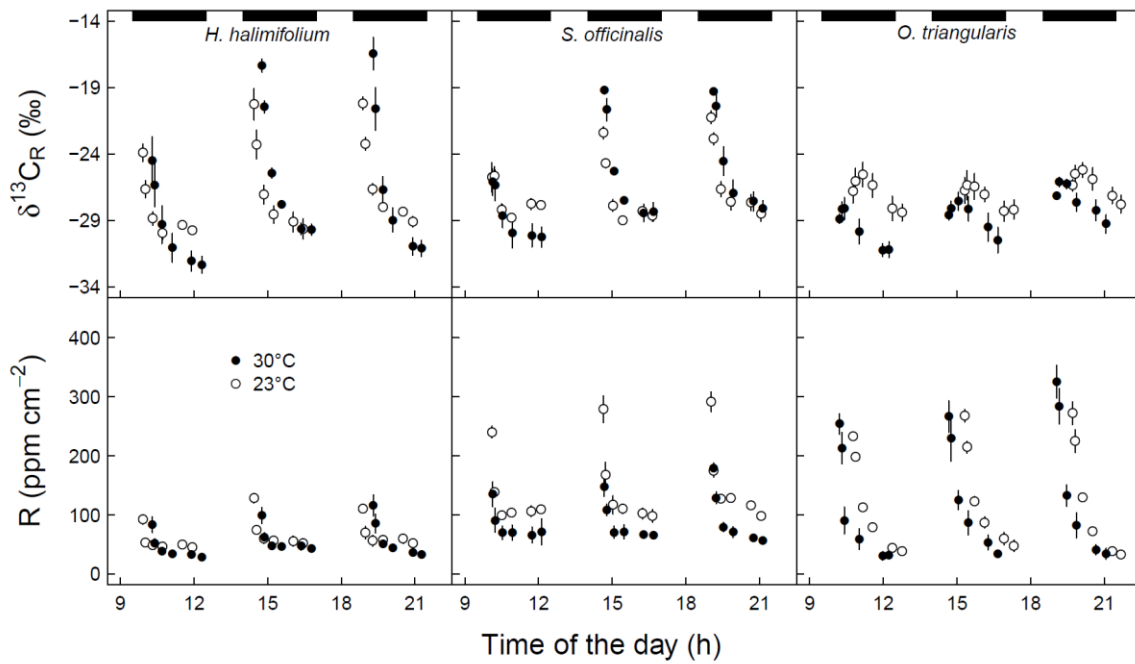 H. halimifolium S. officinalis O. triangularis
δ¹³C_R (‰)
−14
−19
−24
−29
−34
R (ppm cm⁻²)
400
300
200
100
0
30°C
23°C
9 12 15 18 21 9 12 15 18 21 9 12 15 18 21
Time of the day (h)